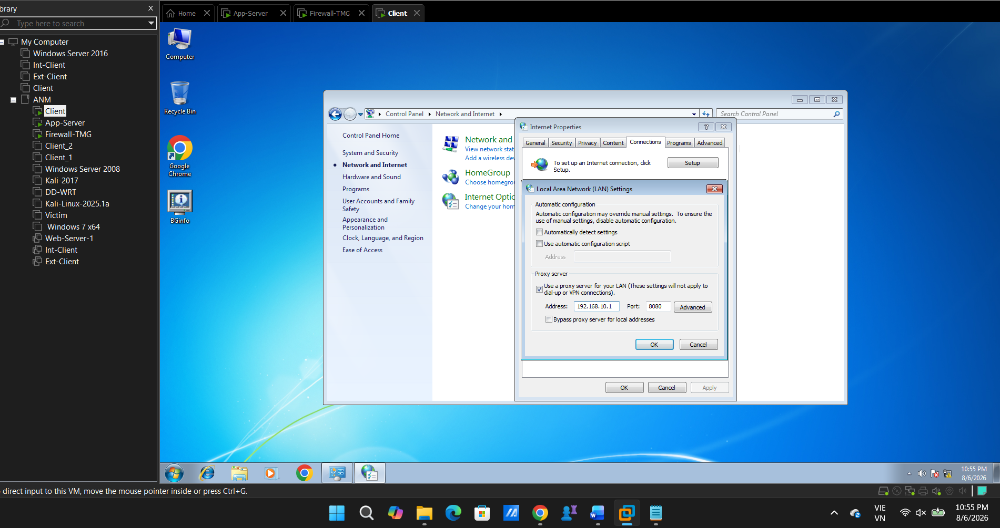 brary
Type here to search
My Computer
Windows Server 2016
Int-Client
Ext-Client
Client
ANM
Client
App-Server
Firewall-TMG
Client_2
Client_1
Windows Server 2008
Kali-2017
DD-WRT
Kali-Linux-2025.1a
Victim
Windows 7 x64
Web-Server-1
Int-Client
Ext-Client
Home
App-Server
Firewall-TMG
Client
Computer
Recycle Bin
Google
Chrome
BGinfo
Control Panel
Network and Internet
Search Control Panel
Control Panel Home
System and Security
Network and Internet
Hardware and Sound
Programs
User Accounts and Family
Safety
Appearance and
Personalization
Clock, Language, and Region
Ease of Access
Network and
View network stat
Add a wireless dev
HomeGroup
Choose homegrou
Internet Optio
Change your hom
Internet Properties
General
Security
Privacy
Content
Connections
Programs
Advanced
To set up an Internet connection, click
Setup.
Setup
Local Area Network (LAN) Settings
Automatic configuration
Automatic configuration may override manual settings. To ensure the
use of manual settings, disable automatic configuration.
Automatically detect settings
Use automatic configuration script
Address
Proxy server
Use a proxy server for your LAN (These settings will not apply to
dial-up or VPN connections).
Address: 192.168.10.1 Port: 8080 Advanced
Bypass proxy server for local addresses
OK Cancel
OK Cancel Apply
10:55 PM
8/6/2026
direct input to this VM, move the mouse pointer inside or press Ctrl+G.
VIE
VN
10:55 PM
8/6/2026